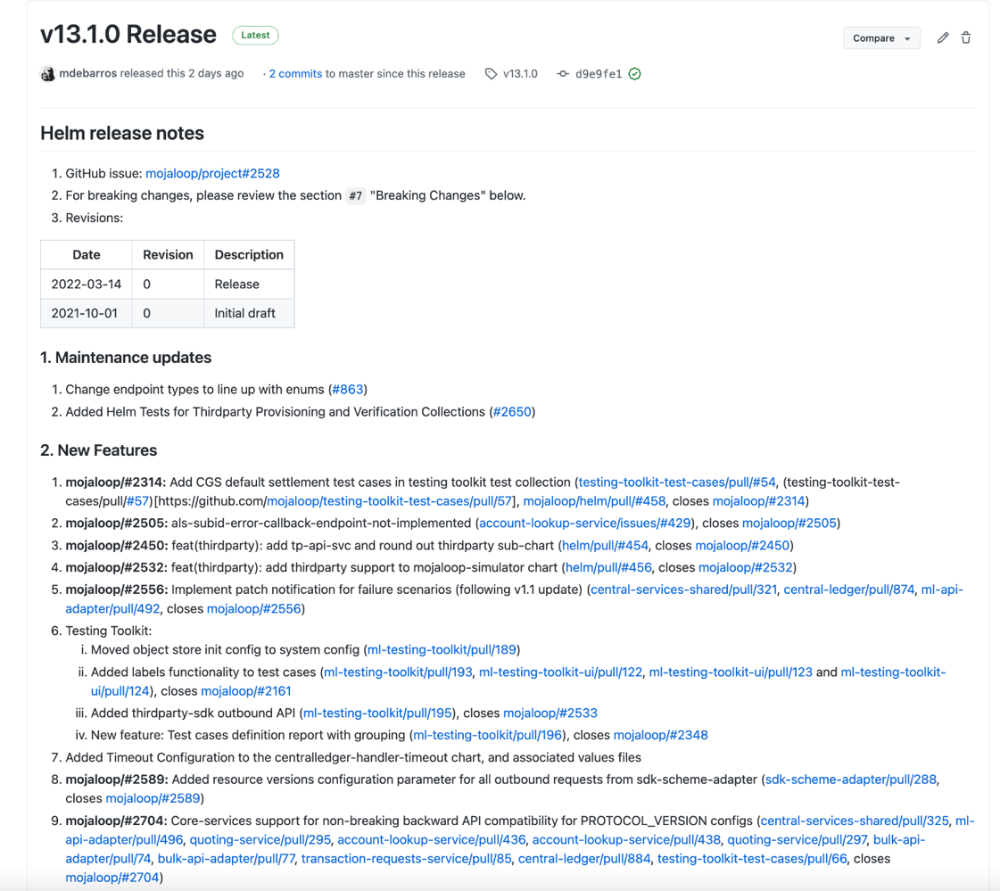 v13.1.0 Release Latest
Compare
mdebarros released this 2 days ago · 2 commits to master since this release v13.1.0 d9e9fe1
Helm release notes
1. GitHub issue: mojaloop/project#2528
2. For breaking changes, please review the section #7 "Breaking Changes" below.
3. Revisions:
Date Revision Description
2022-03-14 0 Release
2021-10-01 0 Initial draft
1. Maintenance updates
1. Change endpoint types to line up with enums (#863)
2. Added Helm Tests for Thirdparty Provisioning and Verification Collections (#2650)
2. New Features
1. mojaloop/#2314: Add CGS default settlement test cases in testing toolkit test collection (testing-toolkit-test-cases/pull/#54, (testing-toolkit-test-
cases/pull/#57)[https://github.com/mojaloop/testing-toolkit-test-cases/pull/57], mojaloop/helm/pull/#458, closes mojaloop/#2314)
2. mojaloop/#2505: als-subid-error-callback-endpoint-not-implemented (account-lookup-service/issues/#429), closes mojaloop/#2505)
3. mojaloop/#2450: feat(thirdparty): add tp-api-svc and round out thirdparty sub-chart (helm/pull/#454, closes mojaloop/#2450)
4. mojaloop/#2532: feat(thirdparty): add thirdparty support to mojaloop-simulator chart (helm/pull/#456, closes mojaloop/#2532)
5. mojaloop/#2556: Implement patch notification for failure scenarios (following v1.1 update) (central-services-shared/pull/321, central-ledger/pull/874, ml-api-
adapter/pull/492, closes mojaloop/#2556)
6. Testing Toolkit:
i. Moved object store init config to system config (ml-testing-toolkit/pull/189)
ii. Added labels functionality to test cases (ml-testing-toolkit/pull/193, ml-testing-toolkit-ui/pull/122, ml-testing-toolkit-ui/pull/123 and ml-testing-toolkit-
ui/pull/124), closes mojaloop/#2161
iii. Added thirdparty-sdk outbound API (ml-testing-toolkit/pull/195), closes mojaloop/#2533
iv. New feature: Test cases definition report with grouping (ml-testing-toolkit/pull/196), closes mojaloop/#2348
7. Added Timeout Configuration to the centralledger-handler-timeout chart, and associated values files
8. mojaloop/#2589: Added resource versions configuration parameter for all outbound requests from sdk-scheme-adapter (sdk-scheme-adapter/pull/288,
closes mojaloop/#2589)
9. mojaloop/#2704: Core-services support for non-breaking backward API compatibility for PROTOCOL_VERSION configs (central-services-shared/pull/325, ml-
api-adapter/pull/496, quoting-service/pull/295, account-lookup-service/pull/436, account-lookup-service/pull/438, quoting-service/pull/297, bulk-api-
adapter/pull/74, bulk-api-adapter/pull/77, transaction-requests-service/pull/85, central-ledger/pull/884, testing-toolkit-test-cases/pull/66, closes
mojaloop/#2704)